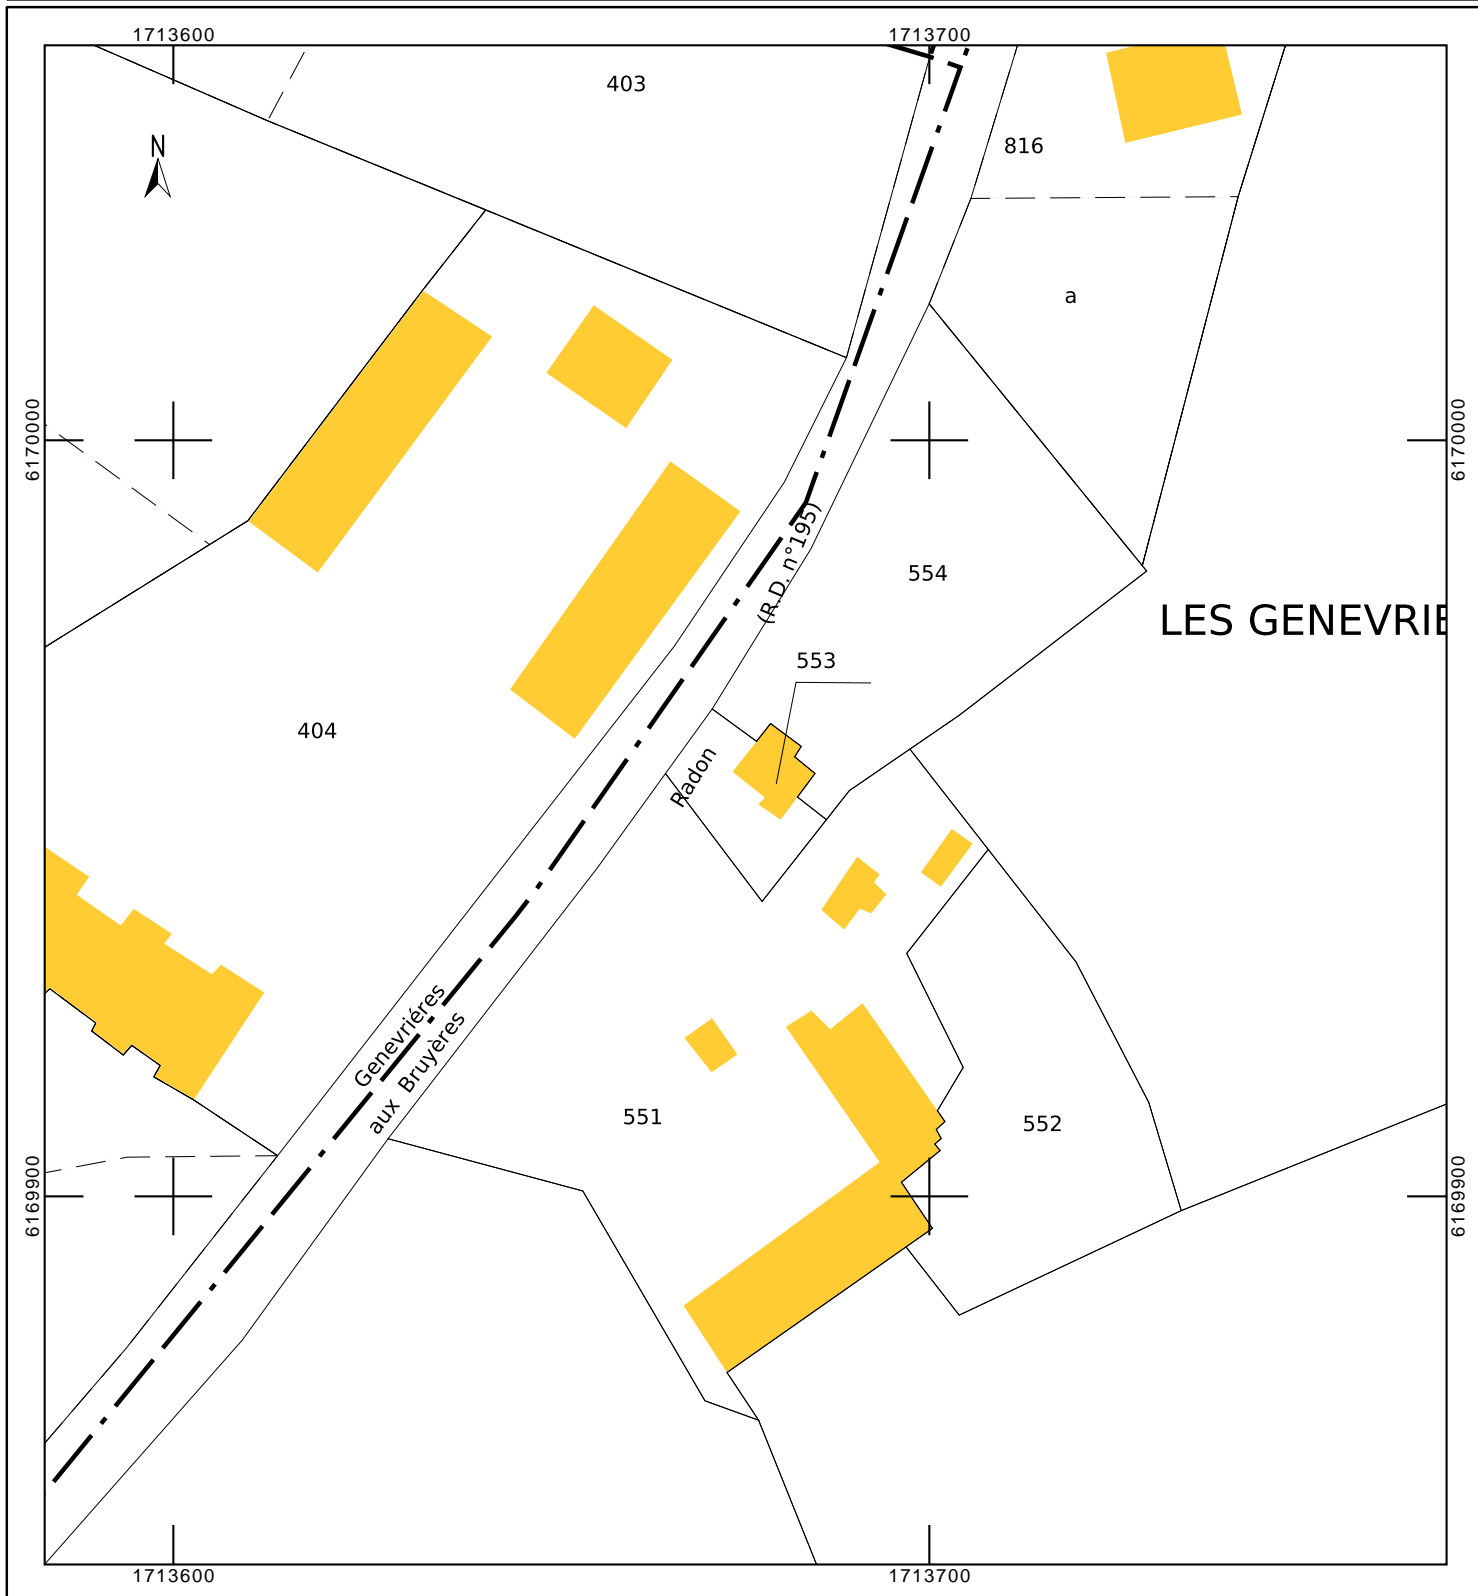 1713600
1713700
403
816
N
a
6170000
6170000
(R.D. n°195)
554
LES GENEVRIE
553
404
Radon
Genevriéres
aux Bruyères
551
552
6169900
6169900
1713600
1713700